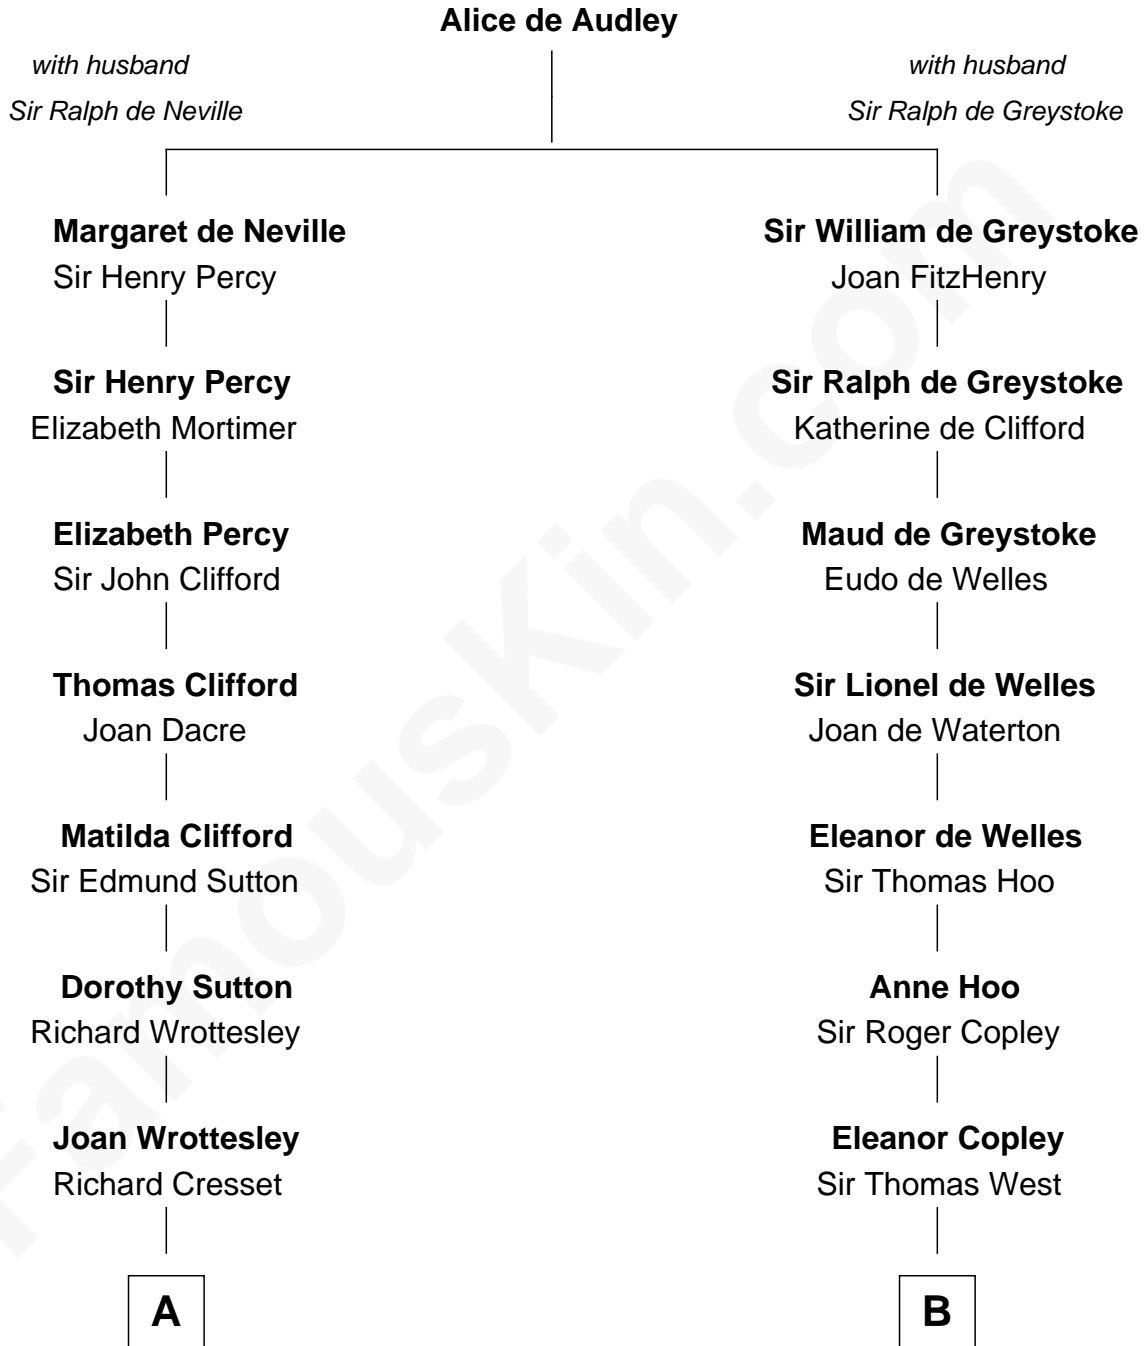 Alice de Audley
with husband
Sir Ralph de Neville
with husband
Sir Ralph de Greystoke
Margaret de Neville
Sir Henry Percy
Sir William de Greystoke
Joan FitzHenry
Sir Henry Percy
Elizabeth Mortimer
Sir Ralph de Greystoke
Katherine de Clifford
Elizabeth Percy
Sir John Clifford
Maud de Greystoke
Eudo de Welles
Thomas Clifford
Joan Dacre
Sir Lionel de Welles
Joan de Waterton
Matilda Clifford
Sir Edmund Sutton
Eleanor de Welles
Sir Thomas Hoo
Dorothy Sutton
Richard Wrottesley
Anne Hoo
Sir Roger Copley
Joan Wrottesley
Richard Cresset
Eleanor Copley
Sir Thomas West
A
B
FamousKin.com